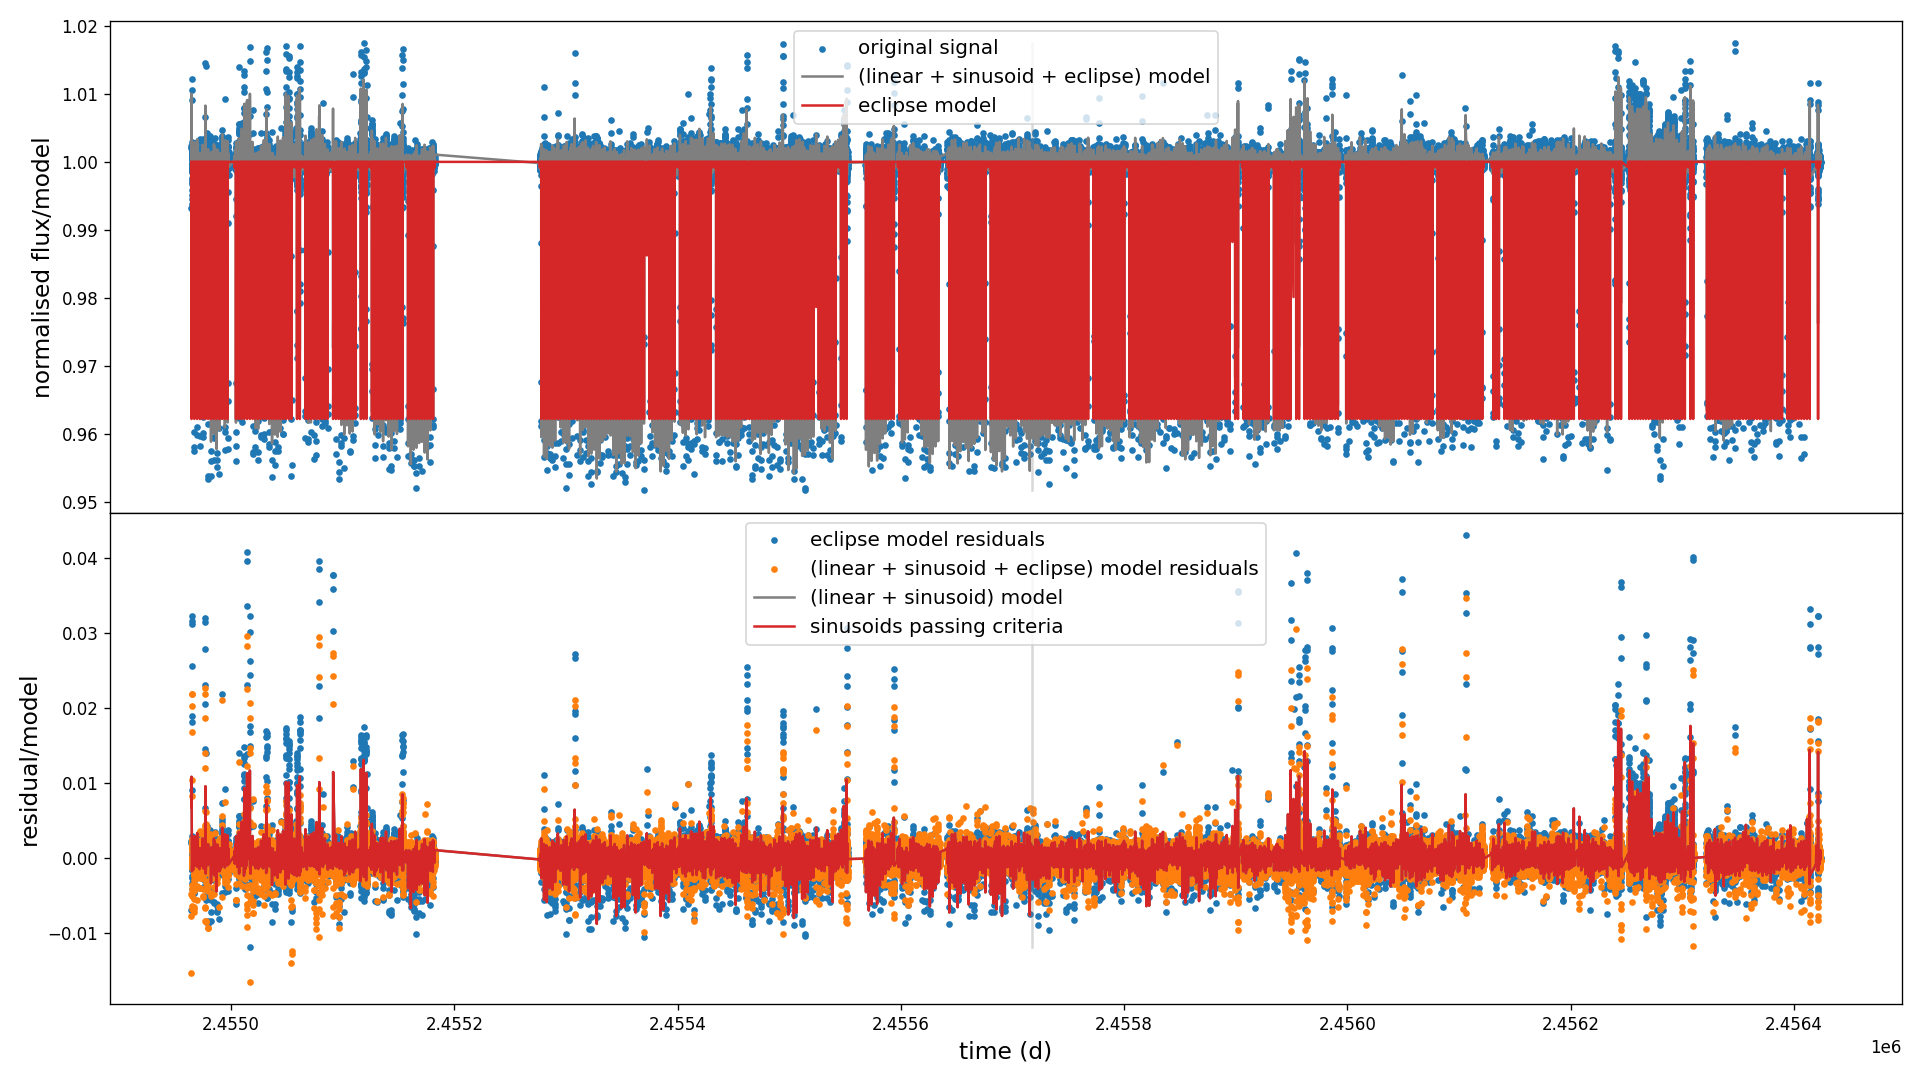 1.02
1.01
1.00
0.99
0.98
0.97
0.96
0.95
normalised flux/model
original signal
(linear + sinusoid + eclipse) model
eclipse model
0.04
0.03
0.02
0.01
0.00
−0.01
residual/model
eclipse model residuals
(linear + sinusoid + eclipse) model residuals
(linear + sinusoid) model
sinusoids passing criteria
2.4550 2.4552 2.4554 2.4556 2.4558 2.4560 2.4562 2.4564
time (d)
1e6